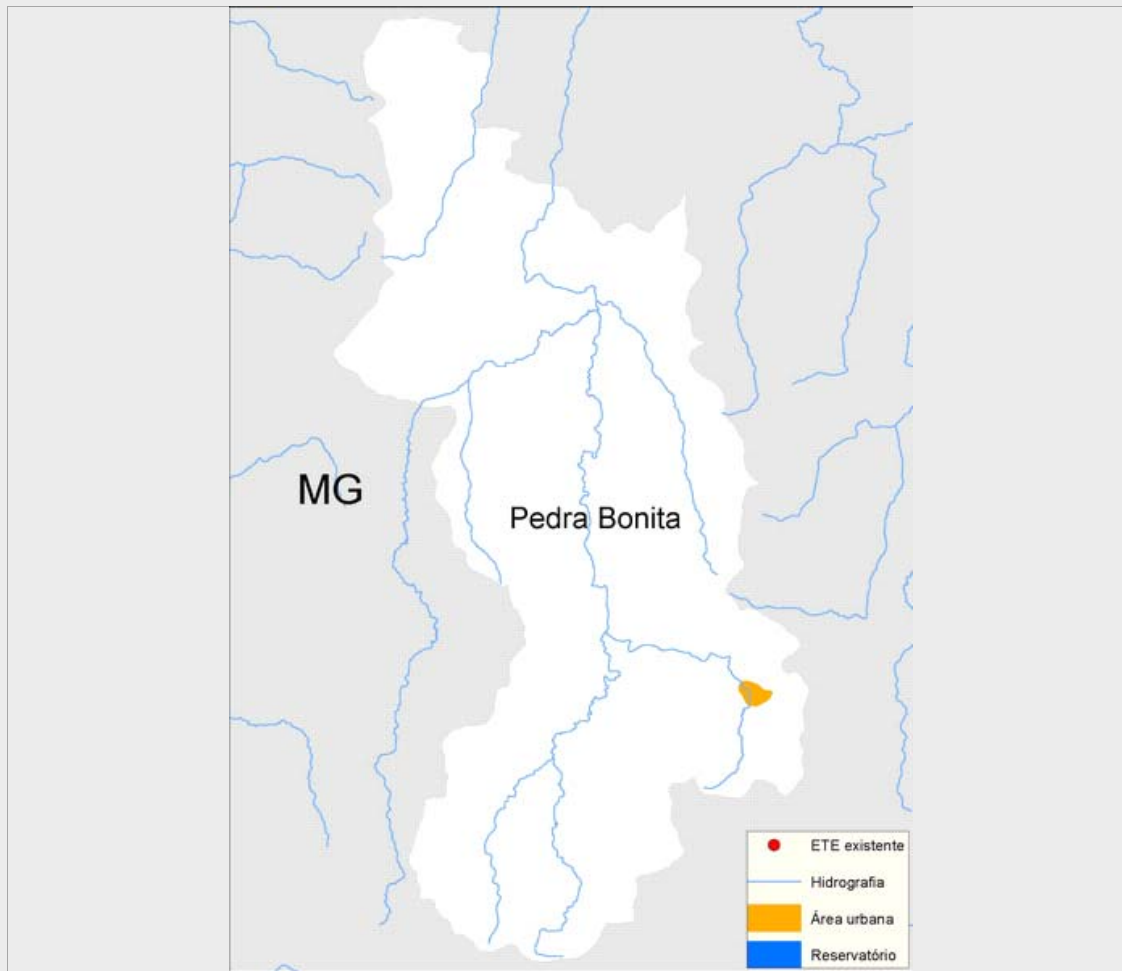 MG
Pedra Bonita
ETE existente
Hidrografia
Área urbana
Reservatório